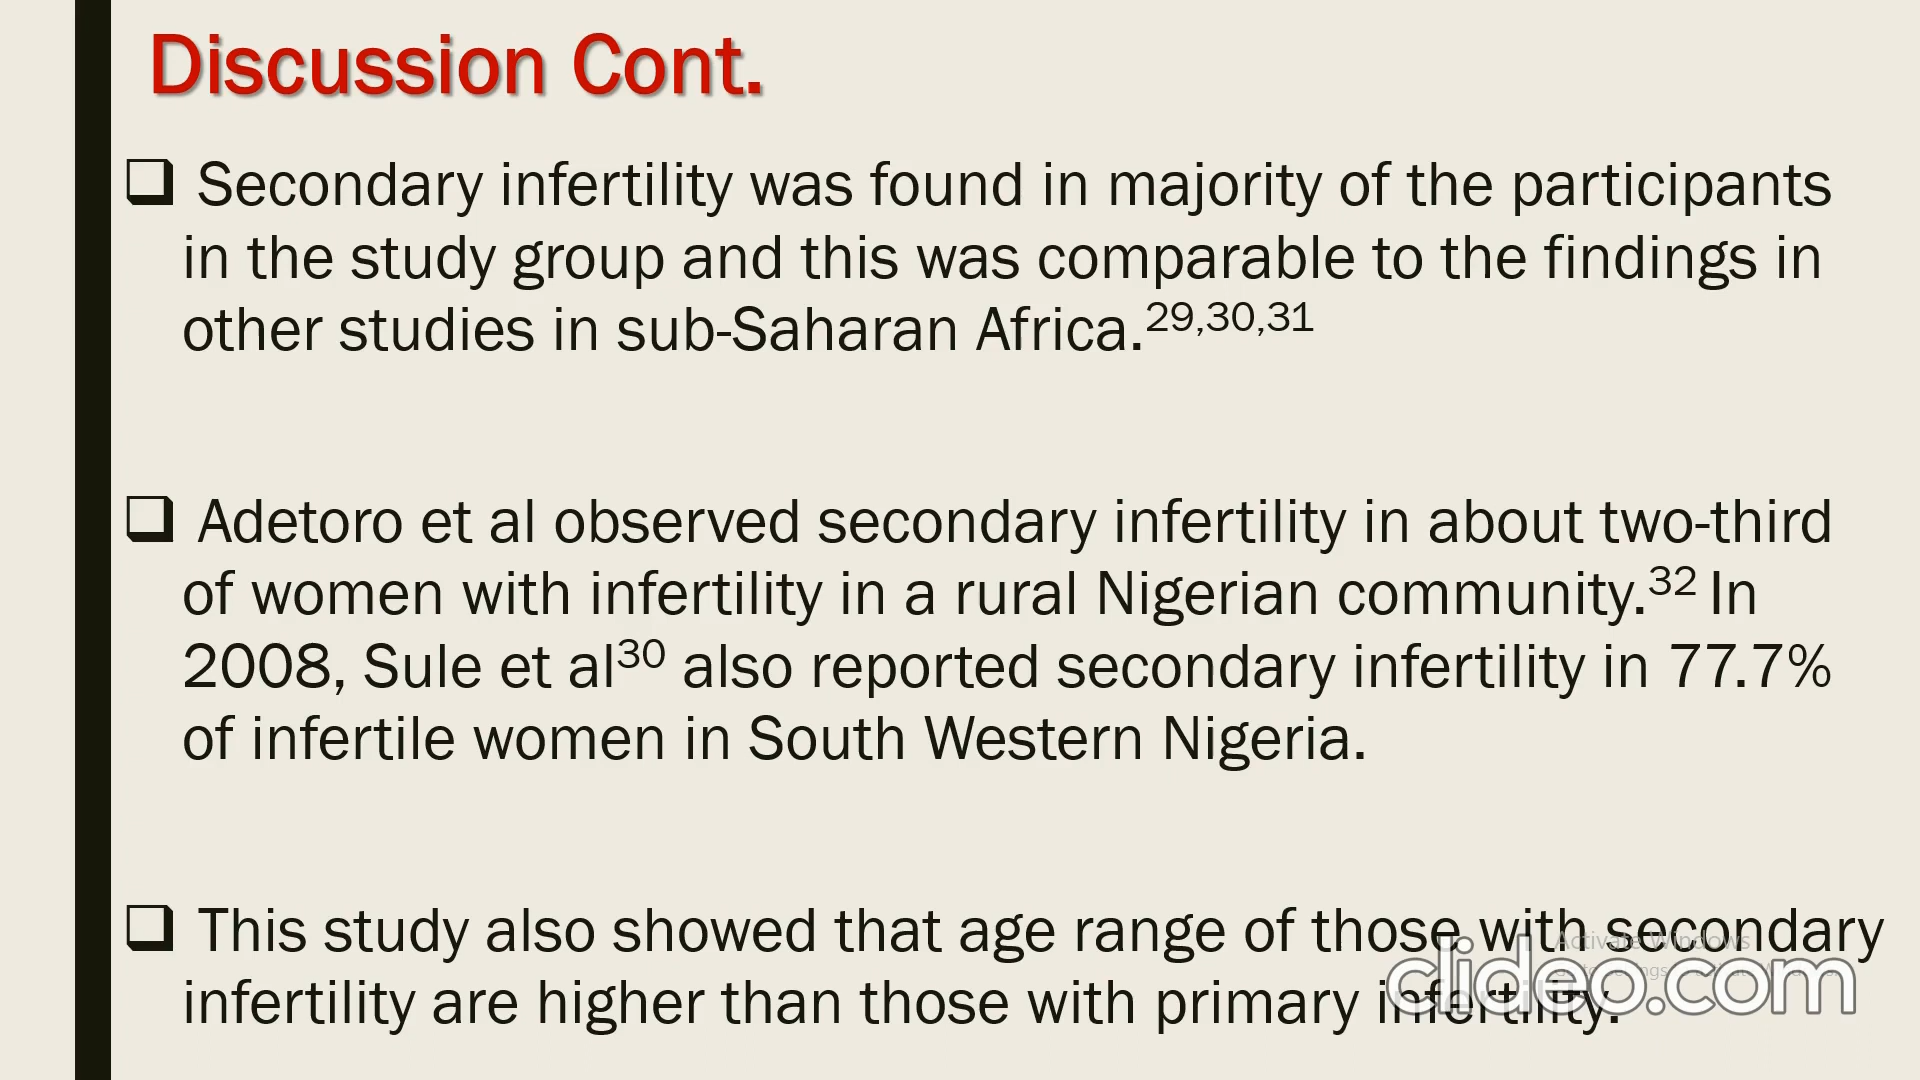 Discussion Cont.
❑ Secondary infertility was found in majority of the participants
in the study group and this was comparable to the findings in
other studies in sub-Saharan Africa.29,30,31
❑ Adetoro et al observed secondary infertility in about two-third
of women with infertility in a rural Nigerian community.32 In
2008, Sule et al30 also reported secondary infertility in 77.7%
of infertile women in South Western Nigeria.
❑ This study also showed that age range of those with secondary
infertility are higher than those with primary infertility.
Activate Windows
clideo.com